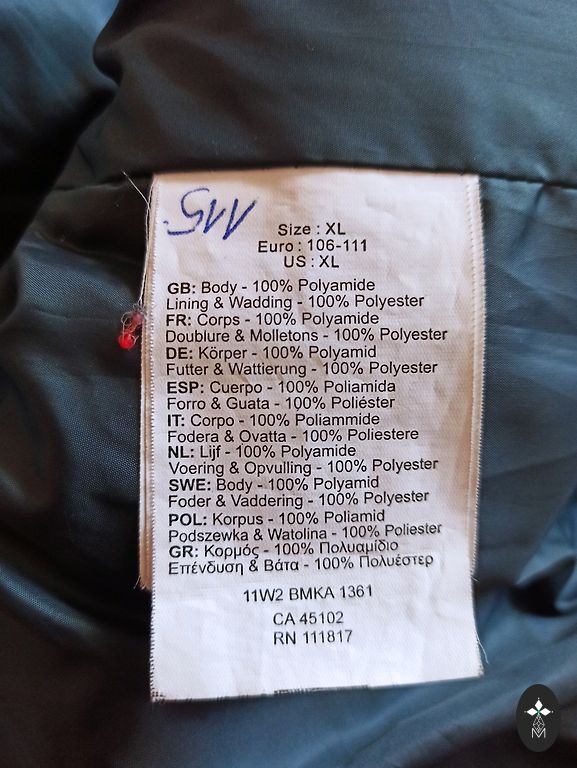 115.
Size : XL
Euro : 106-111
US : XL
GB: Body - 100% Polyamide
Lining & Wadding - 100% Polyester
FR: Corps - 100% Polyamide
Doublure & Molletons - 100% Polyester
DE: Körper - 100% Polyamid
Futter & Wattierung - 100% Polyester
ESP: Cuerpo - 100% Poliamida
Forro & Guata - 100% Poliéster
IT: Corpo - 100% Poliammide
Fodera & Ovatta - 100% Poliestere
NL: Lijf - 100% Polyamide
Voering & Opvulling - 100% Polyester
SWE: Body - 100% Polyamid
Foder & Vaddering - 100% Polyester
POL: Korpus - 100% Poliamid
Podszewka & Watolina - 100% Poliester
GR: Κορμός - 100% Πολυαμίδιο
Επένδυση & Βάτα - 100% Πολυέστερ
11W2 BMKA 1361
CA 45102
RN 111817
M